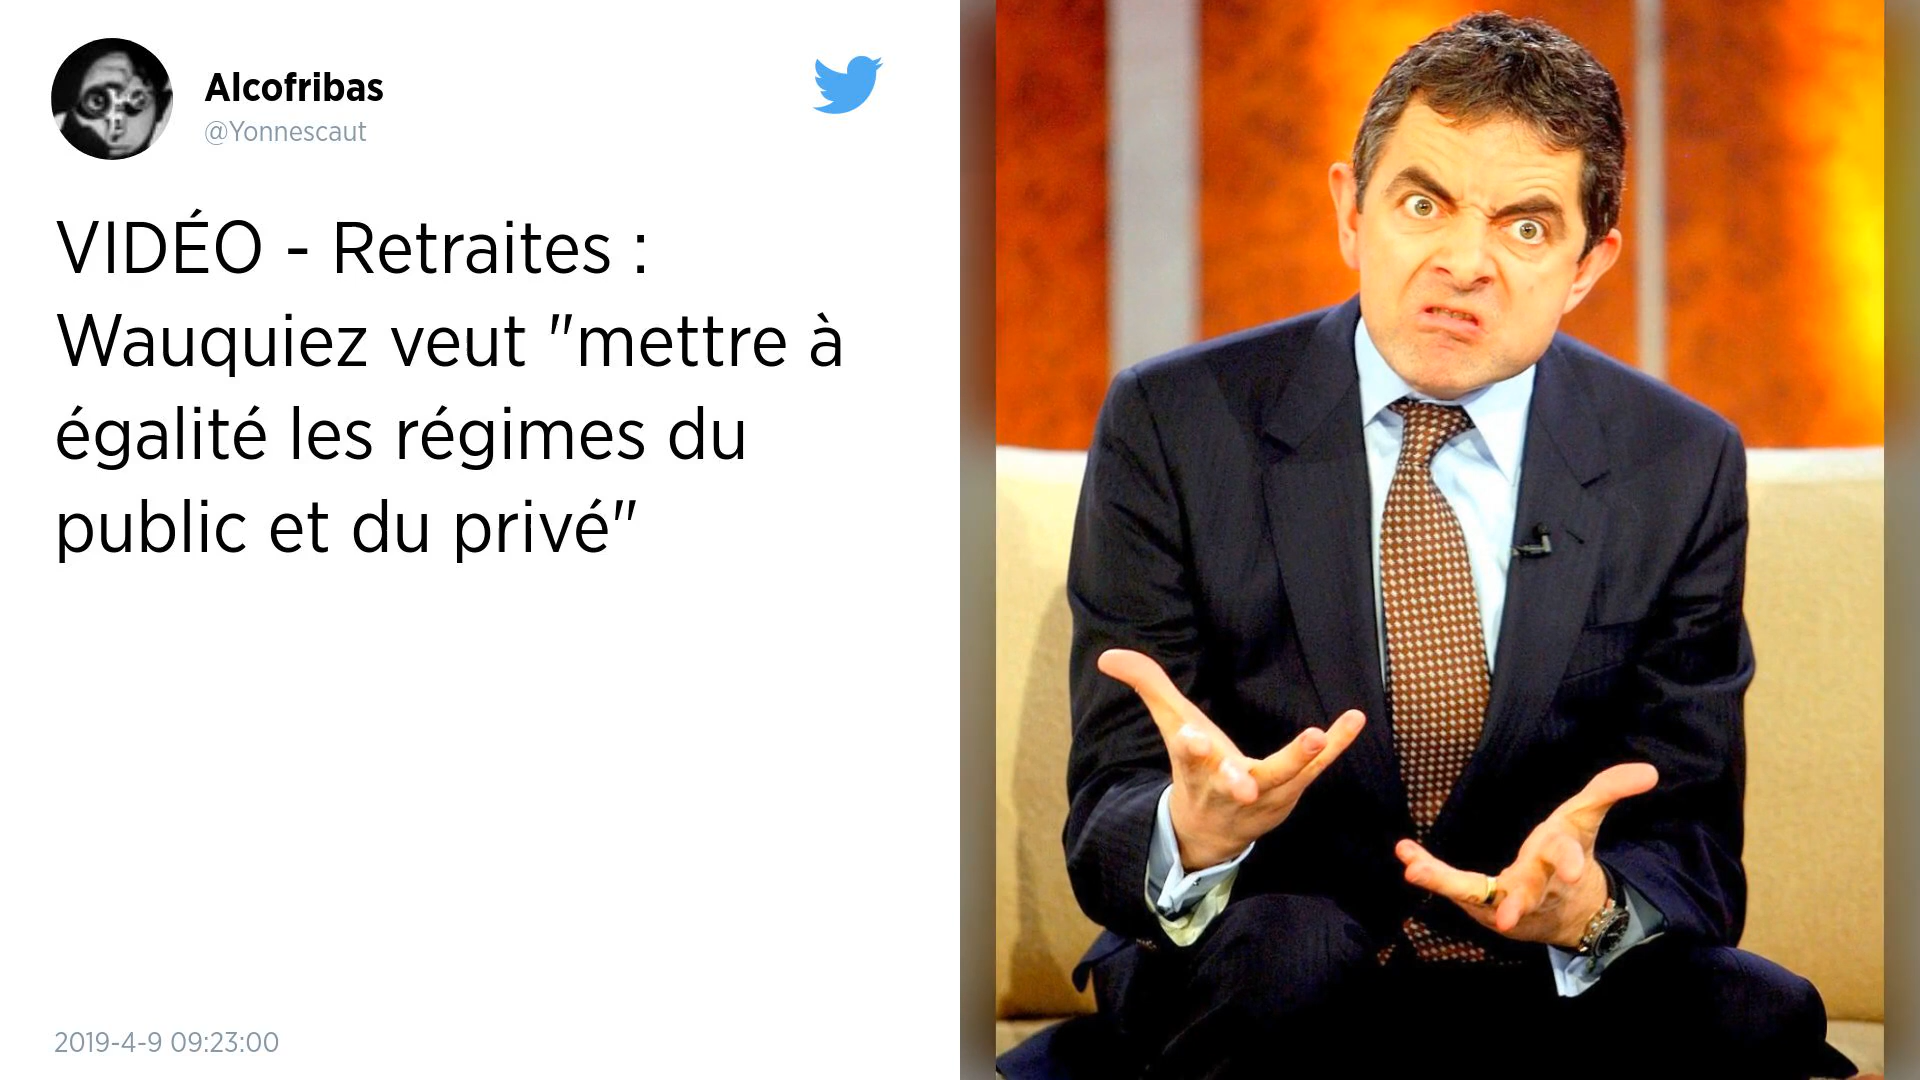 Alcofribas
@Yonnescaut
VIDÉO - Retraites :
Wauquiez veut "mettre à
égalité les régimes du
public et du privé"
2019-4-9 09:23:00